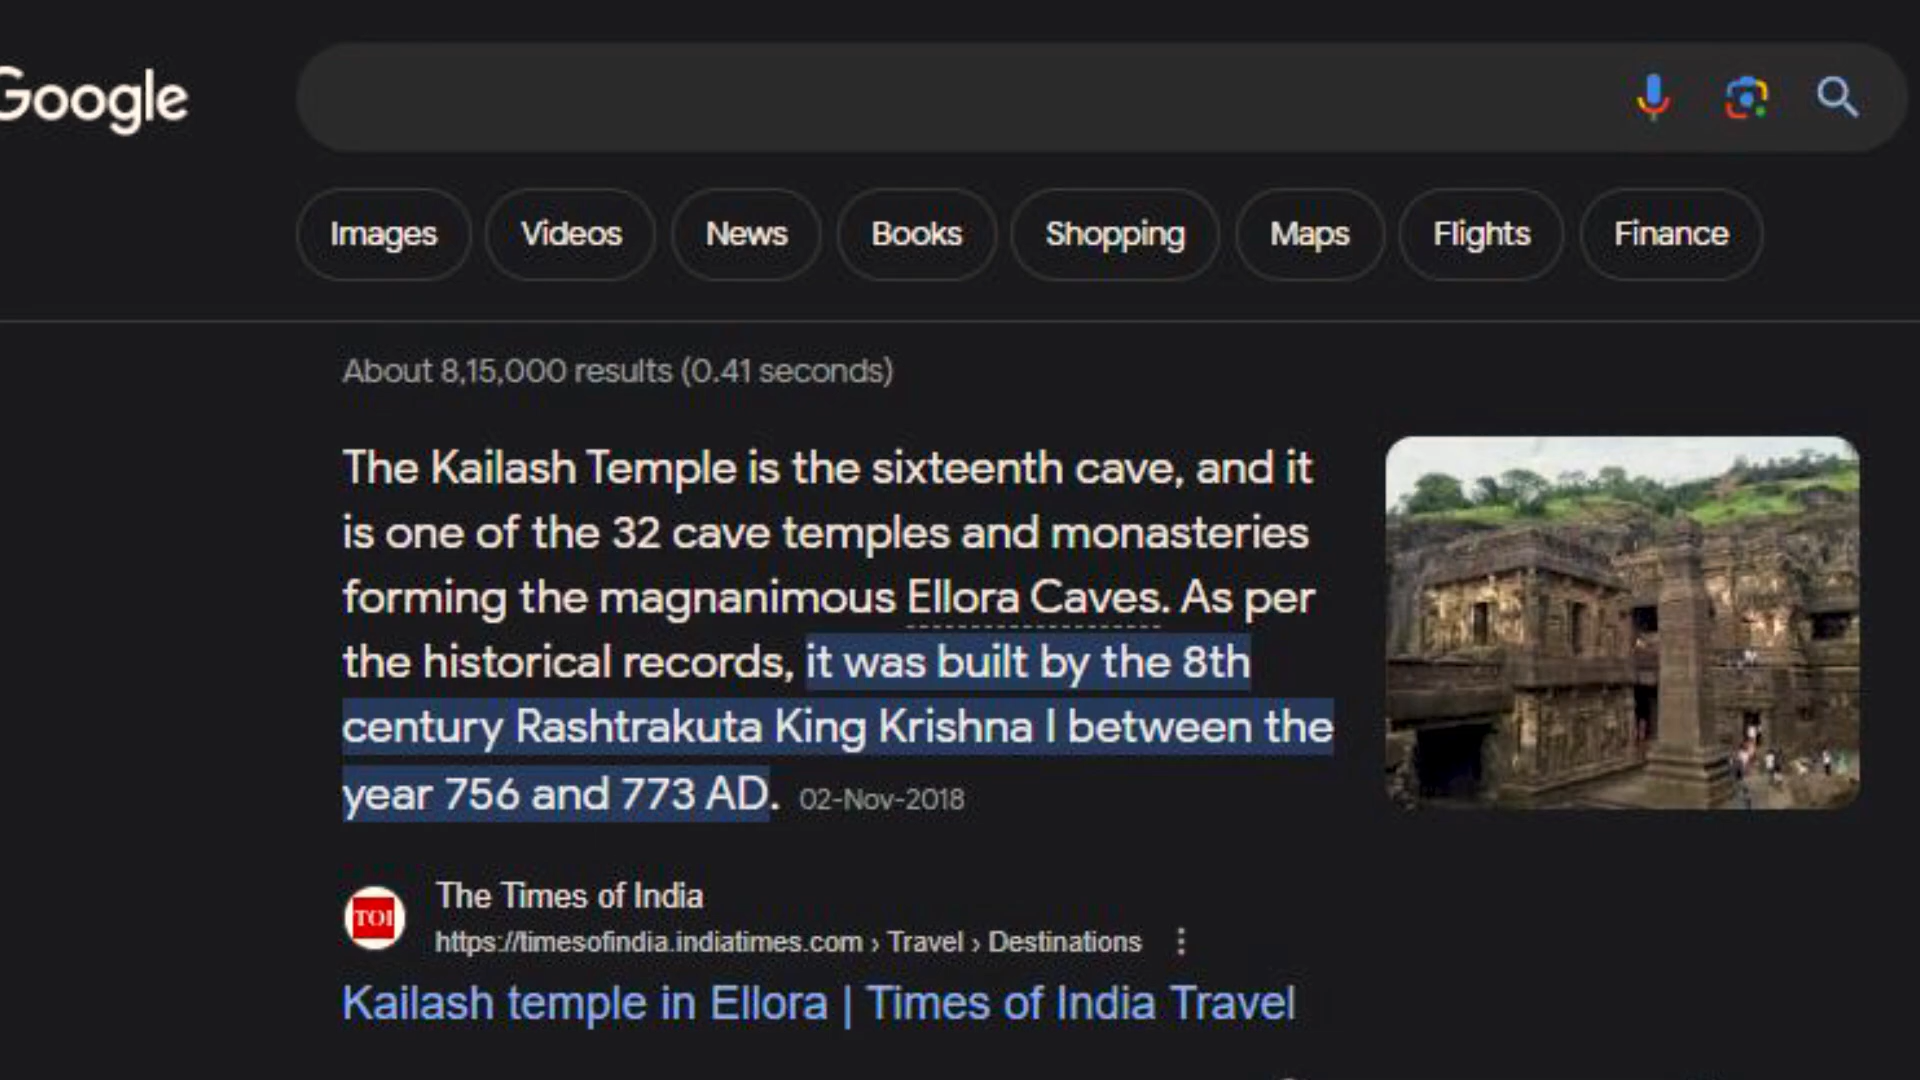 Google
Images Videos News Books Shopping Maps Flights Finance
About 8,15,000 results (0.41 seconds)
The Kailash Temple is the sixteenth cave, and it
is one of the 32 cave temples and monasteries
forming the magnanimous Ellora Caves. As per
the historical records, it was built by the 8th
century Rashtrakuta King Krishna I between the
year 756 and 773 AD. 02-Nov-2018
TOI
The Times of India
https://timesofindia.indiatimes.com › Travel › Destinations
Kailash temple in Ellora | Times of India Travel